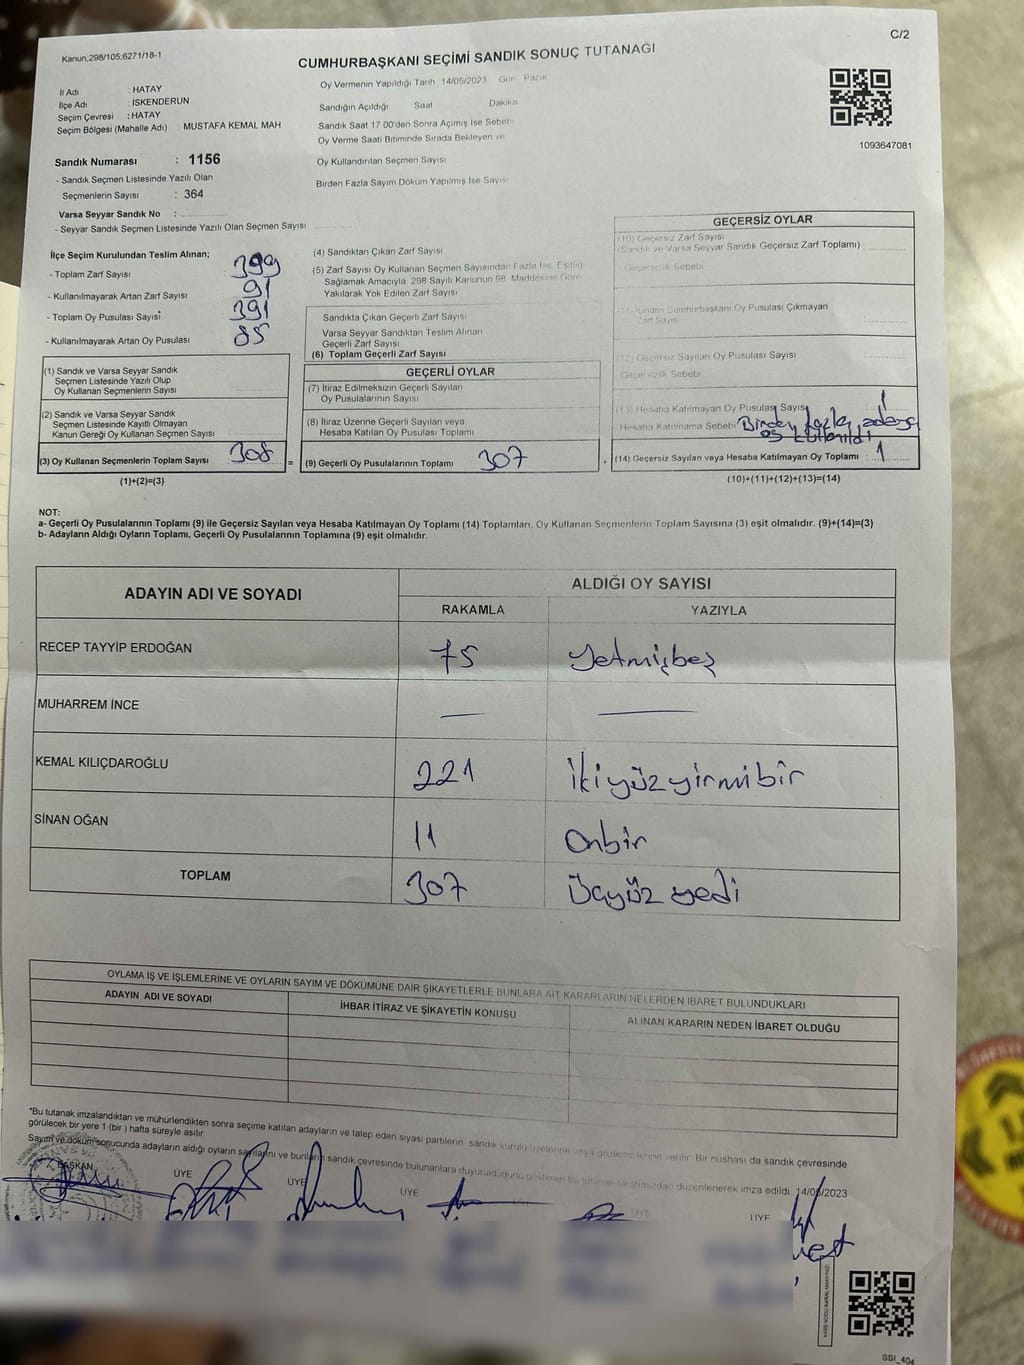 Kanun;298/105;6271/18-1
C/2
CUMHURBAŞKANI SEÇİMİ SANDIK SONUÇ TUTANAĞI
İl Adı : HATAY
İlçe Adı : İSKENDERUN
Seçim Çevresi : HATAY
Seçim Bölgesi (Mahalle Adı) : MUSTAFA KEMAL MAH
Sandık Numarası : 1156
- Sandık Seçmen Listesinde Yazılı Olan
Seçmenlerin Sayısı : 364
Varsa Seyyar Sandık No :
- Seyyar Sandık Seçmen Listesinde Yazılı Olan Seçmen Sayısı
Oy Vermenin Yapıldığı Tarih 14/05/2023 Gün Pazar
Sandığın Açıldığı Saat Dakika
Sandık Saat 17 00'den Sonra Açımış İse Sebebi
Oy Verme Saati Bitiminde Sırada Bekleyen ve
Oy Kullandırılan Seçmen Sayısı
Birden Fazla Sayım Döküm Yapılmış İse Sayısı
1093647081
İlçe Seçim Kurulundan Teslim Alınan;
- Toplam Zarf Sayısı 399
- Kullanılmayarak Artan Zarf Sayısı 91
- Toplam Oy Pusulası Sayısı 391
- Kullanılmayarak Artan Oy Pusulası 85
(1) Sandık ve Varsa Seyyar Sandık
Seçmen Listesinde Yazılı Olup
Oy Kullanan Seçmenlerin Sayısı
(2) Sandık ve Varsa Seyyar Sandık
Seçmen Listesinde Kayıtlı Olmayan
Kanun Gereği Oy Kullanan Seçmen Sayısı
(3) Oy Kullanan Seçmenlerin Toplam Sayısı 308 =
(1)+(2)=(3)
(4) Sandıktan Çıkan Zarf Sayısı
(5) Zarf Sayısı Oy Kullanan Seçmen Sayısından Fazla İse, Eşitliği
Sağlamak Amacıyla, 298 Sayılı Kanunun 98. Maddesine Göre
Yakılarak Yok Edilen Zarf Sayısı
Sandıkta Çıkan Geçerli Zarf Sayısı
Varsa Seyyar Sandıktan Teslim Alınan
Geçerli Zarf Sayısı
(6) Toplam Geçerli Zarf Sayısı
GEÇERLİ OYLAR
(7) İtiraz Edilmeksizin Geçerli Sayılan
Oy Pusulalarının Sayısı
(8) İtiraz Üzerine Geçerli Sayılan veya
Hesaba Katılan Oy Pusulası Toplamı
(9) Geçerli Oy Pusulalarının Toplamı 307 +
GEÇERSİZ OYLAR
(10) Geçersiz Zarf Sayısı
(Sandık ve Varsa Seyyar Sandık Geçersiz Zarf Toplamı)
Geçersizlik Sebebi
(11) İçinden Cumhurbaşkanı Oy Pusulası Çıkmayan
Zarf Sayısı
(12) Geçersiz Sayılan Oy Pusulası Sayısı
Geçersizlik Sebebi
(13) Hesaba Katılmayan Oy Pusulası Sayısı 1
Hesaba Katılmama Sebebi Birden fazla adaya
oy kullanıldı
(14) Geçersiz Sayılan veya Hesaba Katılmayan Oy Toplamı 1
(10)+(11)+(12)+(13)=(14)
NOT:
a- Geçerli Oy Pusulalarının Toplamı (9) ile Geçersiz Sayılan veya Hesaba Katılmayan Oy Toplamı (14) Toplamları, Oy Kullanan Seçmenlerin Toplam Sayısına (3) eşit olmalıdır. (9)+(14)=(3)
b- Adayların Aldığı Oyların Toplamı, Geçerli Oy Pusulalarının Toplamına (9) eşit olmalıdır.
ADAYIN ADI VE SOYADI ALDIĞI OY SAYISI
RAKAMLA YAZIYLA
RECEP TAYYİP ERDOĞAN 75 Yetmişbeş
MUHARREM İNCE — —
KEMAL KILIÇDAROĞLU 221 İkiyüzyirmibir
SİNAN OĞAN 11 Onbir
TOPLAM 307 Üçyüz yedi
OYLAMA İŞ VE İŞLEMLERİNE VE OYLARIN SAYIM VE DÖKÜMÜNE DAİR ŞİKAYETLERLE BUNLARA AİT KARARLARIN NELERDEN İBARET BULUNDUKLARI
ADAYIN ADI VE SOYADI İHBAR İTİRAZ VE ŞİKAYETİN KONUSU ALINAN KARARIN NEDEN İBARET OLDUĞU
*Bu tutanak imzalandıktan ve mühürlendikten sonra seçime katılan adayların ve talep eden siyasi partilerin sandık kurulu üyelerine veya gözlemcilerine verilir. Bir nüshası da sandık çevresinde
görülecek bir yere 1 (bir) hafta süreyle asılır.
Sayım ve döküm sonucunda adayların aldığı oyların sayılarını ve bunların sandık çevresinde bulunanlara duyurulduğunu gösteren bu tutanak tarafımızdan düzenlenerek imza edildi. 14/05/2023
BAŞKAN ÜYE ÜYE ÜYE ÜYE ÜYE
SSI_404